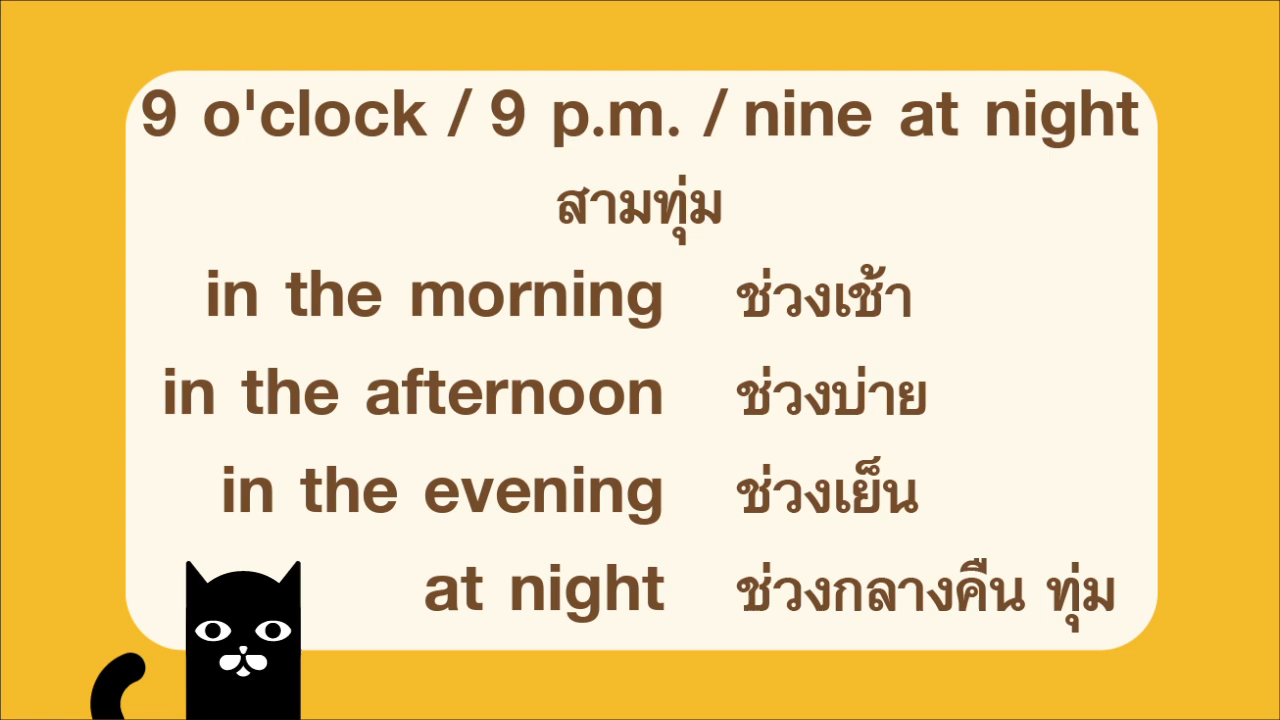 9 o'clock / 9 p.m. / nine at night
สามทุ่ม
in the morning ช่วงเช้า
in the afternoon ช่วงบ่าย
in the evening ช่วงเย็น
at night ช่วงกลางคืน ทุ่ม